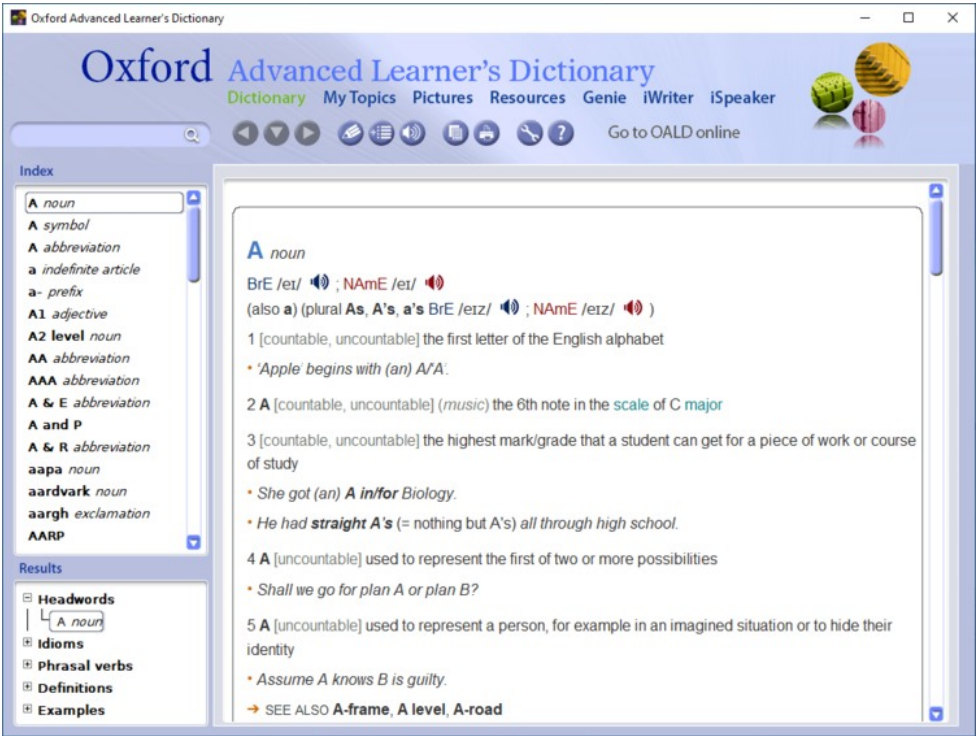 Oxford Advanced Learner's Dictionary
Oxford Advanced Learner's Dictionary
Dictionary My Topics Pictures Resources Genie iWriter iSpeaker
Go to OALD online
Index
A noun
A symbol
A abbreviation
a indefinite article
a- prefix
A1 adjective
A2 level noun
AA abbreviation
AAA abbreviation
A & E abbreviation
A and P
A & R abbreviation
aapa noun
aardvark noun
aargh exclamation
AARP
Results
Headwords
A noun
Idioms
Phrasal verbs
Definitions
Examples
A noun
BrE /eɪ/ ; NAmE /eɪ/
(also a) (plural As, A's, a's BrE /eɪz/ ; NAmE /eɪz/ )
1 [countable, uncountable] the first letter of the English alphabet
• 'Apple' begins with (an) A/'A'.
2 A [countable, uncountable] (music) the 6th note in the scale of C major
3 [countable, uncountable] the highest mark/grade that a student can get for a piece of work or course
of study
• She got (an) A in/for Biology.
• He had straight A's (= nothing but A's) all through high school.
4 A [uncountable] used to represent the first of two or more possibilities
• Shall we go for plan A or plan B?
5 A [uncountable] used to represent a person, for example in an imagined situation or to hide their
identity
• Assume A knows B is guilty.
➔ SEE ALSO A-frame, A level, A-road